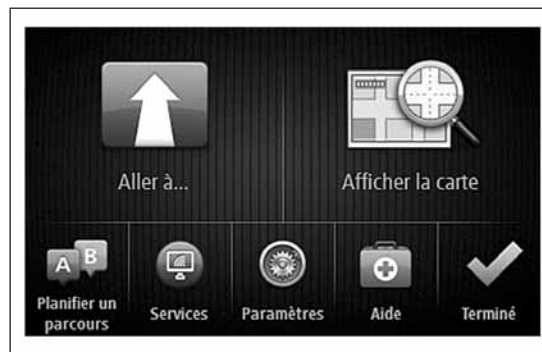 Aller à...
Afficher la carte
A B
Planifier un
parcours
Services
Paramètres
Aide
Terminé